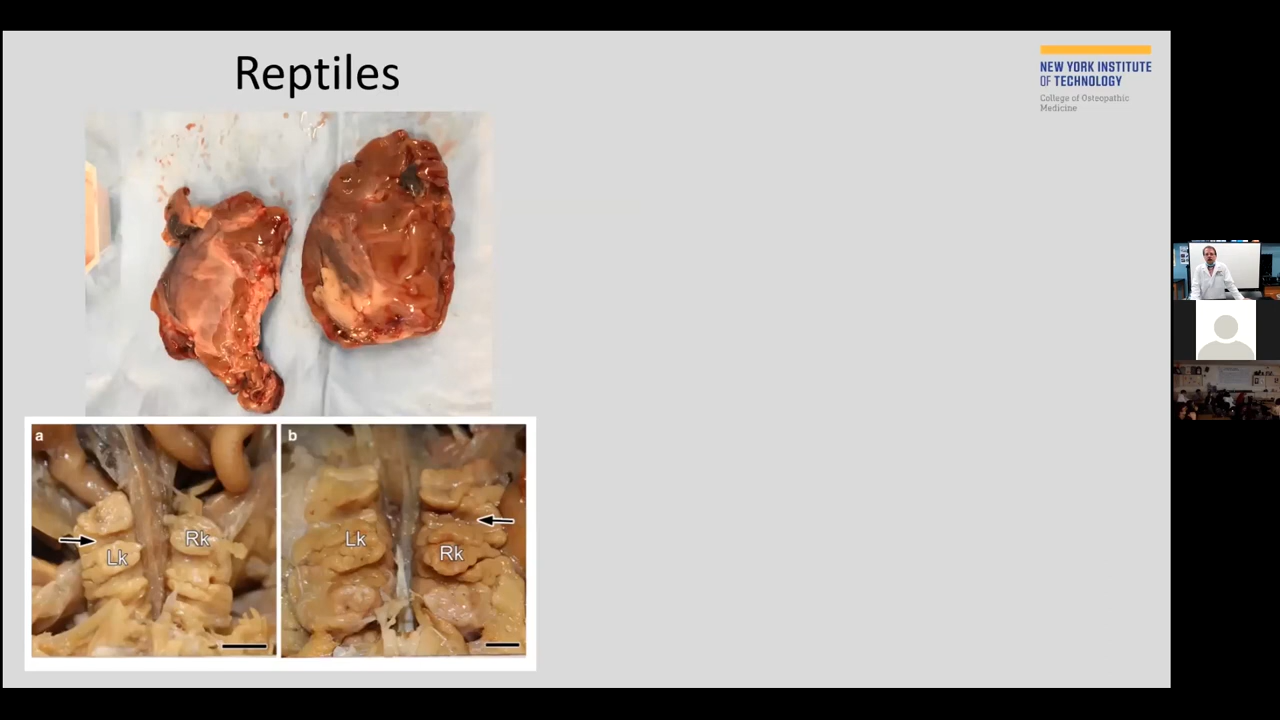 Reptiles
NEW YORK INSTITUTE
OF TECHNOLOGY
College of Osteopathic
Medicine
a
Lk
Rk
b
Lk
Rk